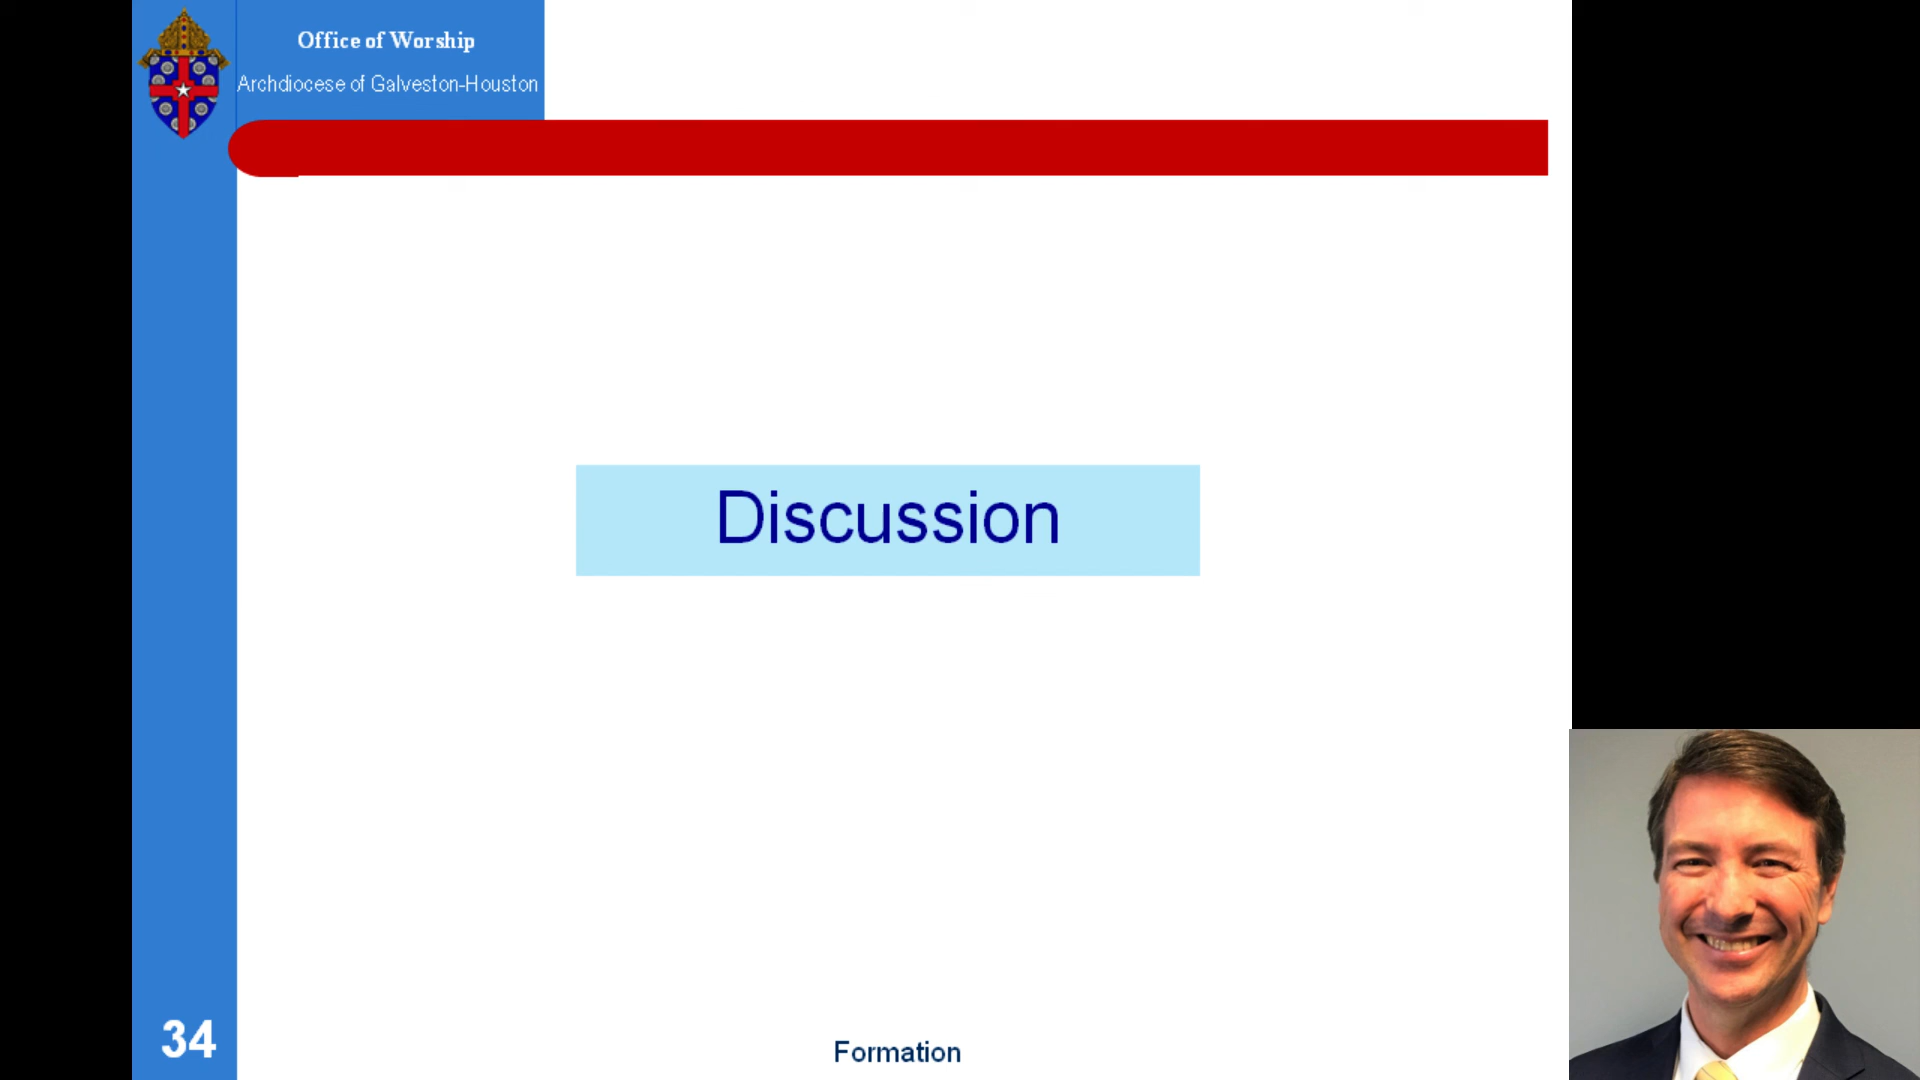 Office of Worship
Archdiocese of Galveston-Houston
Discussion
34
Formation